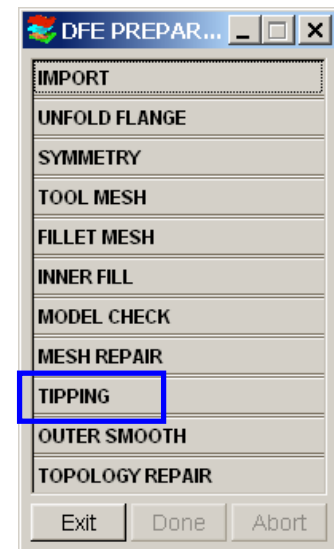 DFE PREPAR...
IMPORT
UNFOLD FLANGE
SYMMETRY
TOOL MESH
FILLET MESH
INNER FILL
MODEL CHECK
MESH REPAIR
TIPPING
OUTER SMOOTH
TOPOLOGY REPAIR
Exit Done Abort